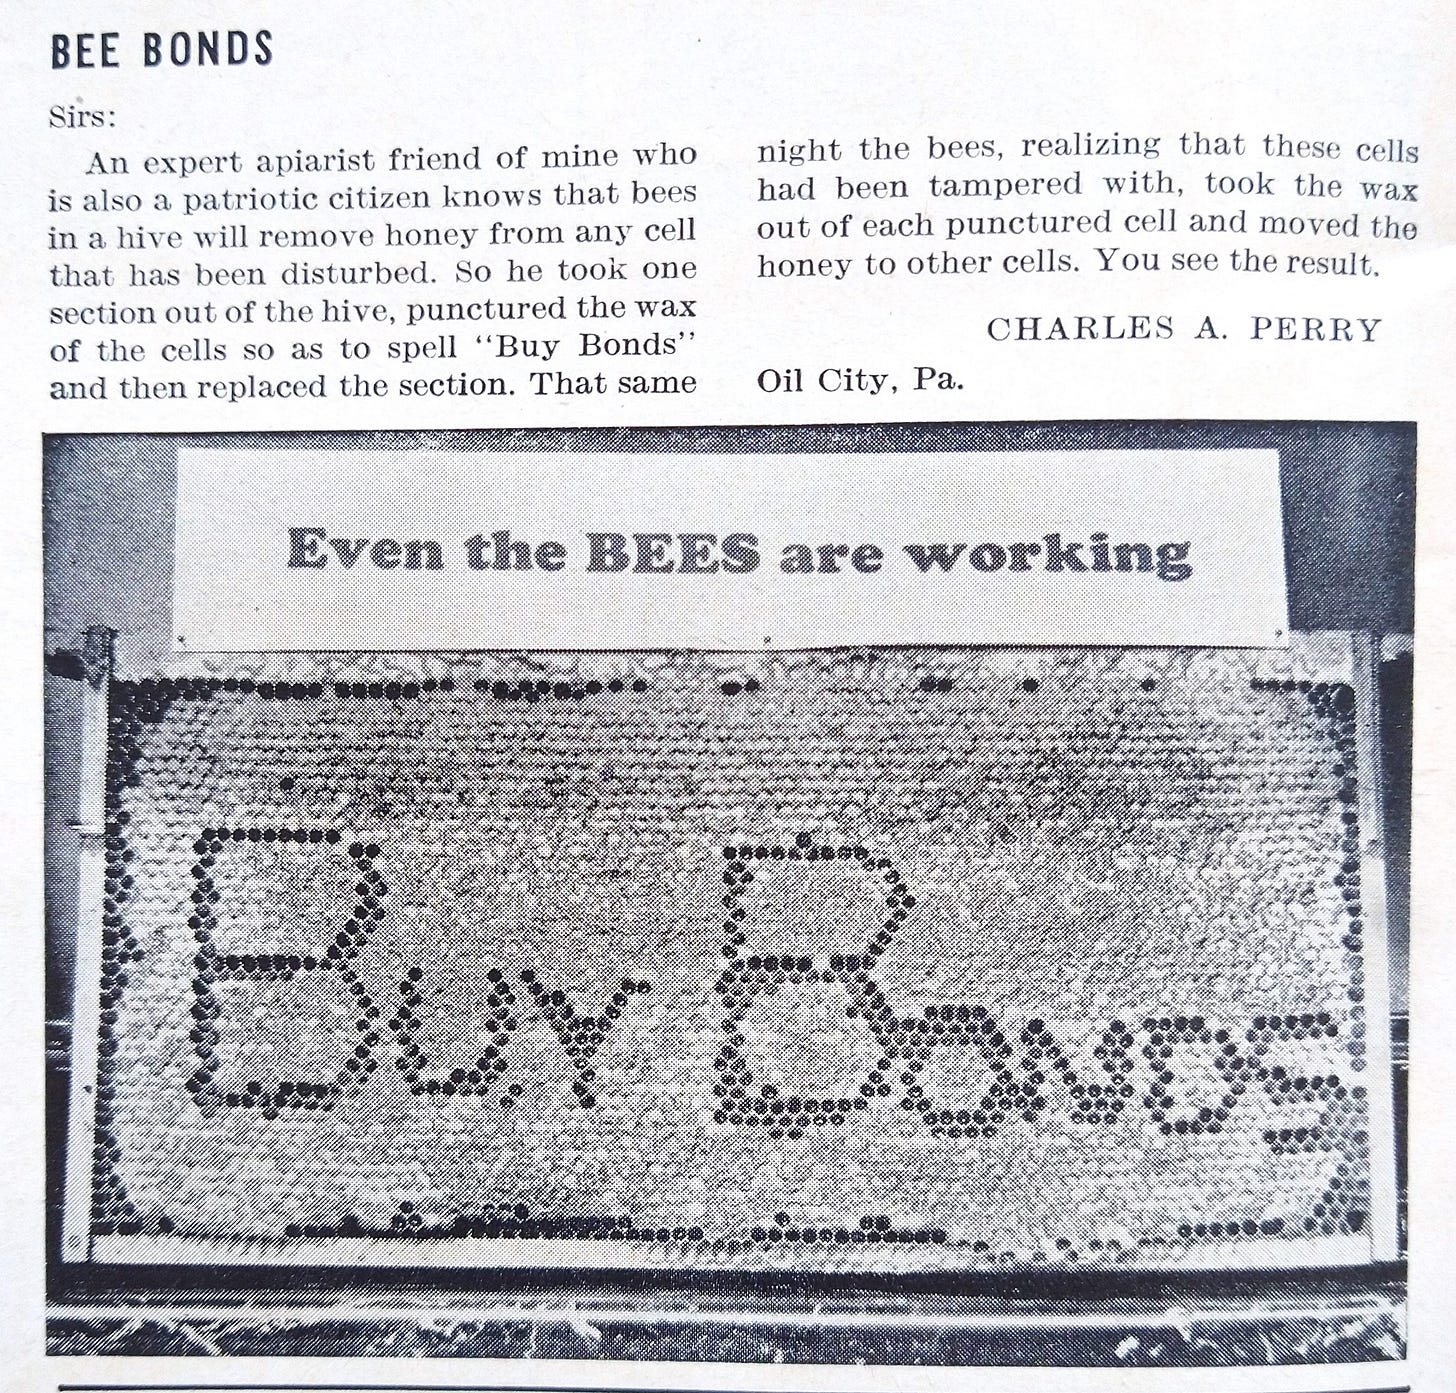 BEE BONDS
Sirs:
An expert apiarist friend of mine who
is also a patriotic citizen knows that bees
in a hive will remove honey from any cell
that has been disturbed. So he took one
section out of the hive, punctured the wax
of the cells so as to spell “Buy Bonds”
and then replaced the section. That same
night the bees, realizing that these cells
had been tampered with, took the wax
out of each punctured cell and moved the
honey to other cells. You see the result.
CHARLES A. PERRY
Oil City, Pa.
Even the BEES are working
Buy Bonds